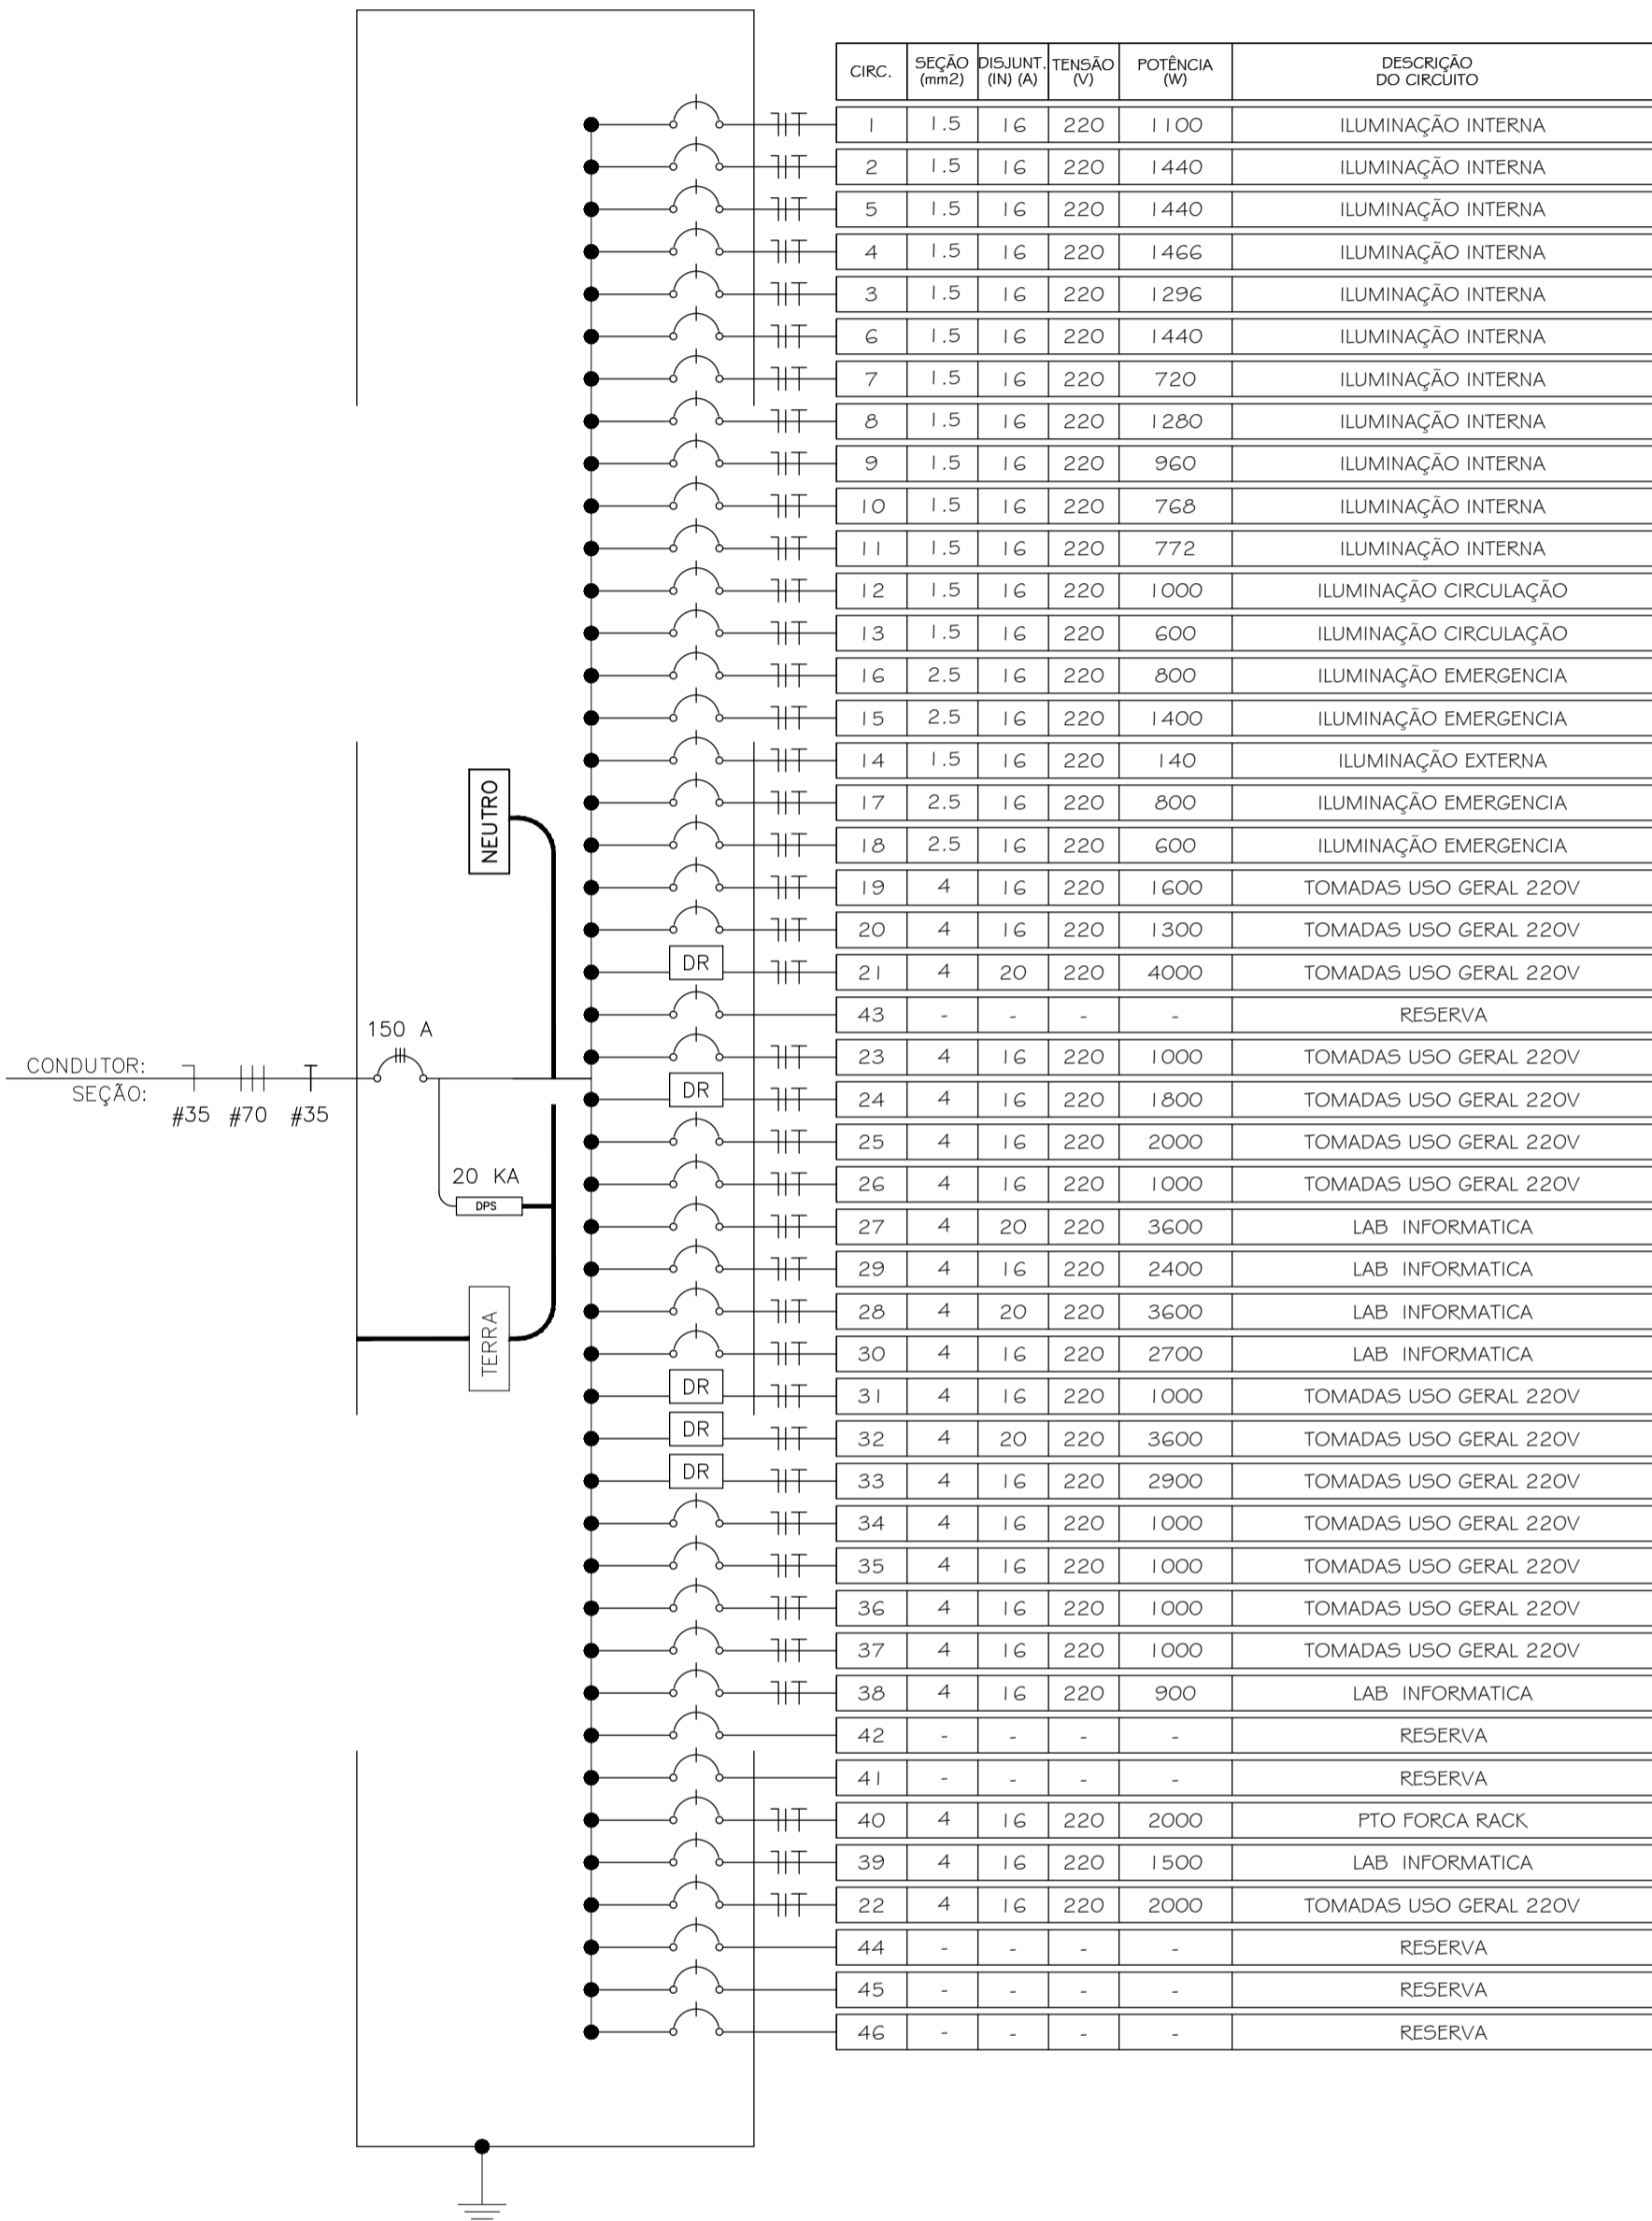 CIRC. SEÇÃO (mm2) DISJUNT. (IN) (A) TENSÃO (V) POTÊNCIA (W) DESCRIÇÃO DO CIRCUITO
1 1.5 16 220 1100 ILUMINAÇÃO INTERNA
2 1.5 16 220 1440 ILUMINAÇÃO INTERNA
5 1.5 16 220 1440 ILUMINAÇÃO INTERNA
4 1.5 16 220 1466 ILUMINAÇÃO INTERNA
3 1.5 16 220 1296 ILUMINAÇÃO INTERNA
6 1.5 16 220 1440 ILUMINAÇÃO INTERNA
7 1.5 16 220 720 ILUMINAÇÃO INTERNA
8 1.5 16 220 1280 ILUMINAÇÃO INTERNA
9 1.5 16 220 960 ILUMINAÇÃO INTERNA
10 1.5 16 220 768 ILUMINAÇÃO INTERNA
11 1.5 16 220 772 ILUMINAÇÃO INTERNA
12 1.5 16 220 1000 ILUMINAÇÃO CIRCULAÇÃO
13 1.5 16 220 600 ILUMINAÇÃO CIRCULAÇÃO
16 2.5 16 220 800 ILUMINAÇÃO EMERGENCIA
15 2.5 16 220 1400 ILUMINAÇÃO EMERGENCIA
14 1.5 16 220 140 ILUMINAÇÃO EXTERNA
17 2.5 16 220 800 ILUMINAÇÃO EMERGENCIA
18 2.5 16 220 600 ILUMINAÇÃO EMERGENCIA
19 4 16 220 1600 TOMADAS USO GERAL 220V
20 4 16 220 1300 TOMADAS USO GERAL 220V
DR 21 4 20 220 4000 TOMADAS USO GERAL 220V
43 - - - - RESERVA
23 4 16 220 1000 TOMADAS USO GERAL 220V
DR 24 4 16 220 1800 TOMADAS USO GERAL 220V
25 4 16 220 2000 TOMADAS USO GERAL 220V
26 4 16 220 1000 TOMADAS USO GERAL 220V
27 4 20 220 3600 LAB INFORMATICA
29 4 16 220 2400 LAB INFORMATICA
28 4 20 220 3600 LAB INFORMATICA
30 4 16 220 2700 LAB INFORMATICA
DR 31 4 16 220 1000 TOMADAS USO GERAL 220V
DR 32 4 20 220 3600 TOMADAS USO GERAL 220V
DR 33 4 16 220 2900 TOMADAS USO GERAL 220V
34 4 16 220 1000 TOMADAS USO GERAL 220V
35 4 16 220 1000 TOMADAS USO GERAL 220V
36 4 16 220 1000 TOMADAS USO GERAL 220V
37 4 16 220 1000 TOMADAS USO GERAL 220V
38 4 16 220 900 LAB INFORMATICA
42 - - - - RESERVA
41 - - - - RESERVA
40 4 16 220 2000 PTO FORCA RACK
39 4 16 220 1500 LAB INFORMATICA
22 4 16 220 2000 TOMADAS USO GERAL 220V
44 - - - - RESERVA
45 - - - - RESERVA
46 - - - - RESERVA
NEUTRO
150 A
CONDUTOR:
SEÇÃO:
#35 #70 #35
20 KA
DPS
TERRA